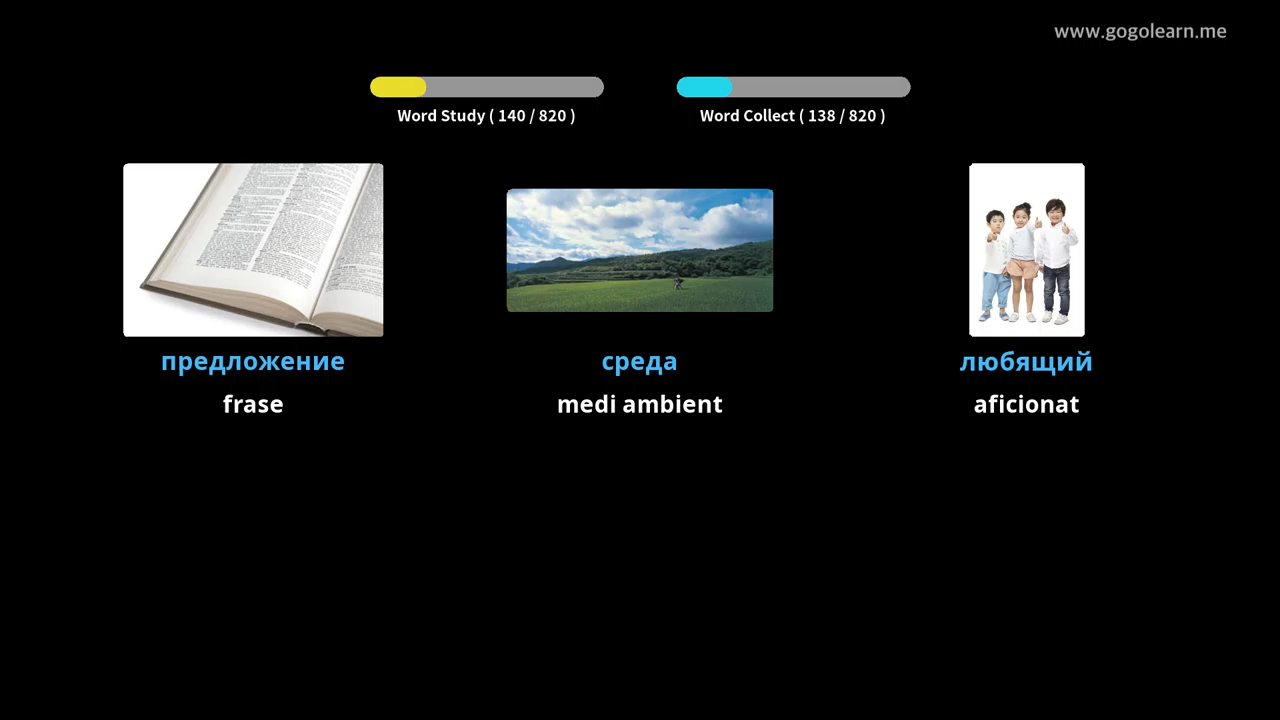 www.gogolearn.me
Word Study ( 140 / 820 )
Word Collect ( 138 / 820 )
предложение
среда
любящий
frase
medi ambient
aficionat